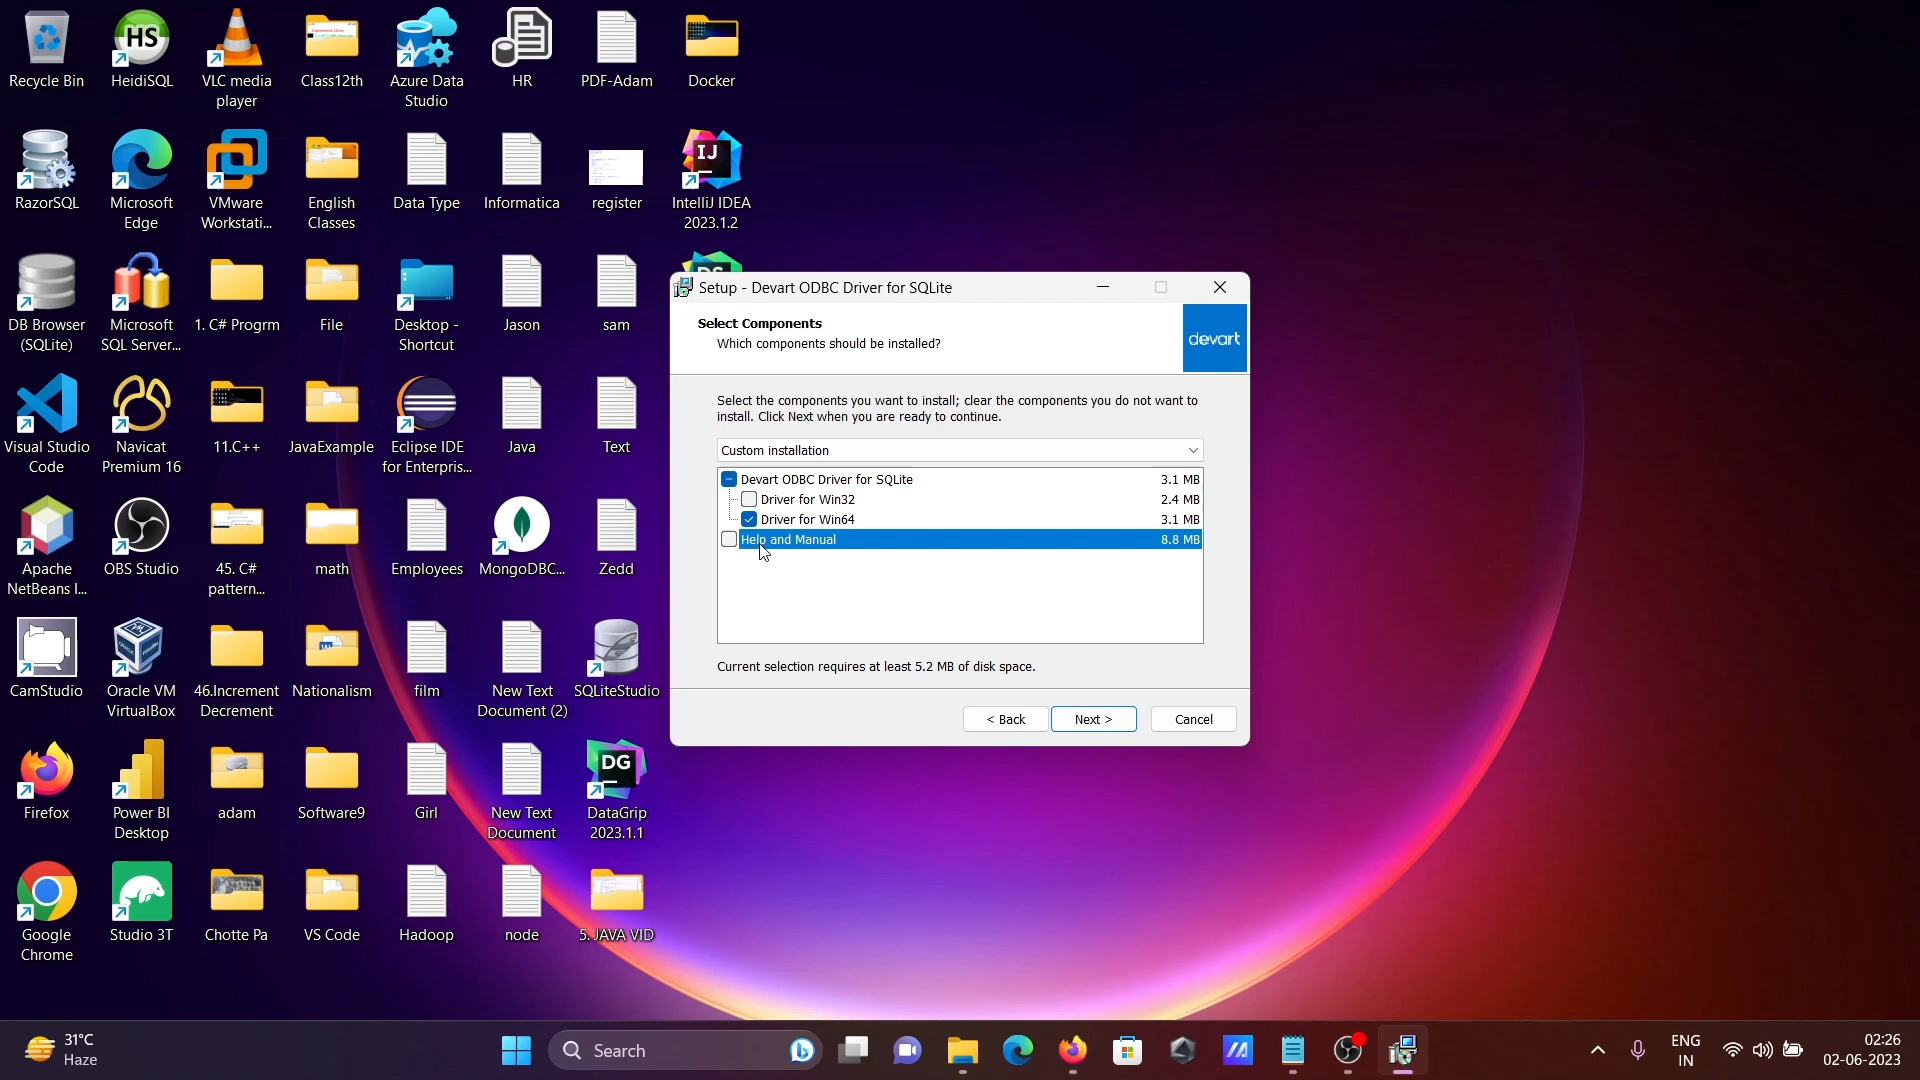 Recycle Bin
HeidiSQL
VLC media
player
Class12th
Azure Data
Studio
HR
PDF-Adam
Docker
RazorSQL
Microsoft
Edge
VMware
Workstati...
English
Classes
Data Type
Informatica
register
IntelliJ IDEA
2023.1.2
DB Browser
(SQLite)
Microsoft
SQL Server...
1. C# Progrm
File
Desktop -
Shortcut
Jason
sam
Visual Studio
Code
Navicat
Premium 16
11.C++
JavaExample
Eclipse IDE
for Enterpris...
Java
Text
Apache
NetBeans I...
OBS Studio
45. C#
pattern...
math
Employees
MongoDBC...
Zedd
CamStudio
Oracle VM
VirtualBox
46.Increment
Decrement
Nationalism
film
New Text
Document (2)
SQLiteStudio
Firefox
Power BI
Desktop
adam
Software9
Girl
New Text
Document
DG
DataGrip
2023.1.1
Google
Chrome
Studio 3T
Chotte Pa
VS Code
Hadoop
node
5. JAVA VID
HS
IJ
Setup - Devart ODBC Driver for SQLite
Select Components
Which components should be installed?
devart
Select the components you want to install; clear the components you do not want to
install. Click Next when you are ready to continue.
Custom installation
Devart ODBC Driver for SQLite 3.1 MB
Driver for Win32 2.4 MB
Driver for Win64 3.1 MB
Help and Manual 8.8 MB
Current selection requires at least 5.2 MB of disk space.
< Back
Next >
Cancel
31°C
Haze
Search
ENG
IN
02:26
02-06-2023